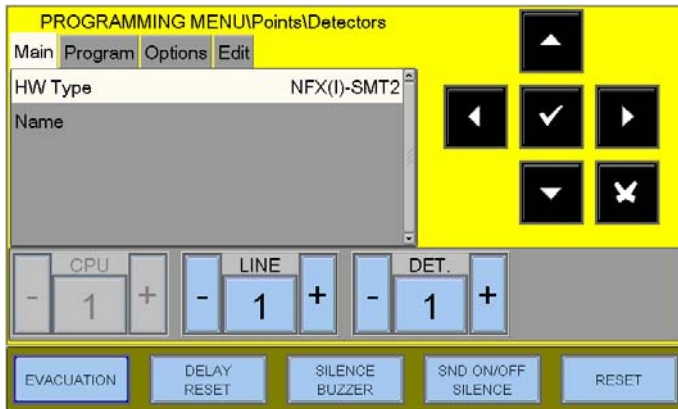 PROGRAMMING MENU\Points\Detectors
Main Program Options Edit
HW Type NFX(I)-SMT2
Name
CPU LINE DET.
- 1 + - 1 + - 1 +
EVACUATION
DELAY
RESET
SILENCE
BUZZER
SND ON/OFF
SILENCE
RESET